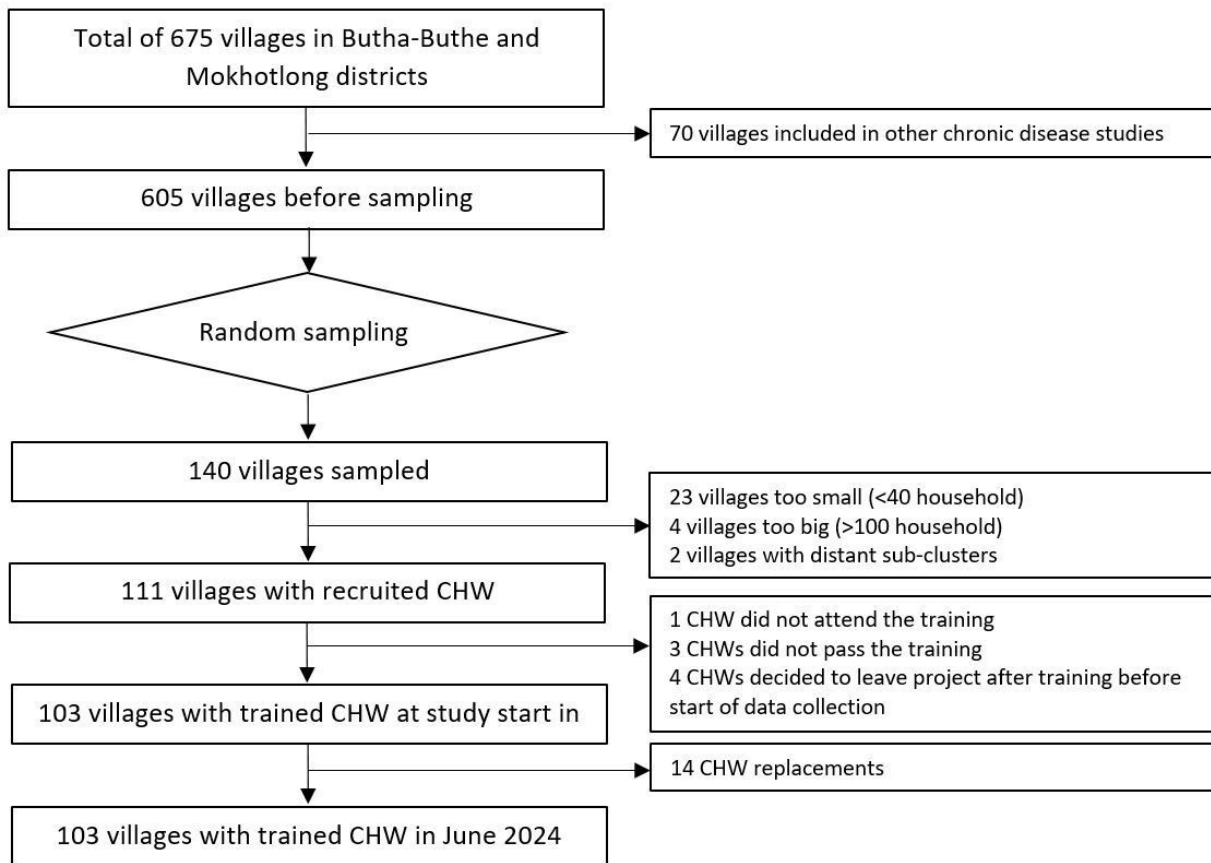 Total of 675 villages in Butha-Buthe and
Mokhotlong districts
70 villages included in other chronic disease studies
605 villages before sampling
Random sampling
140 villages sampled
23 villages too small (<40 household)
4 villages too big (>100 household)
2 villages with distant sub-clusters
111 villages with recruited CHW
1 CHW did not attend the training
3 CHWs did not pass the training
4 CHWs decided to leave project after training before
start of data collection
103 villages with trained CHW at study start in
14 CHW replacements
103 villages with trained CHW in June 2024